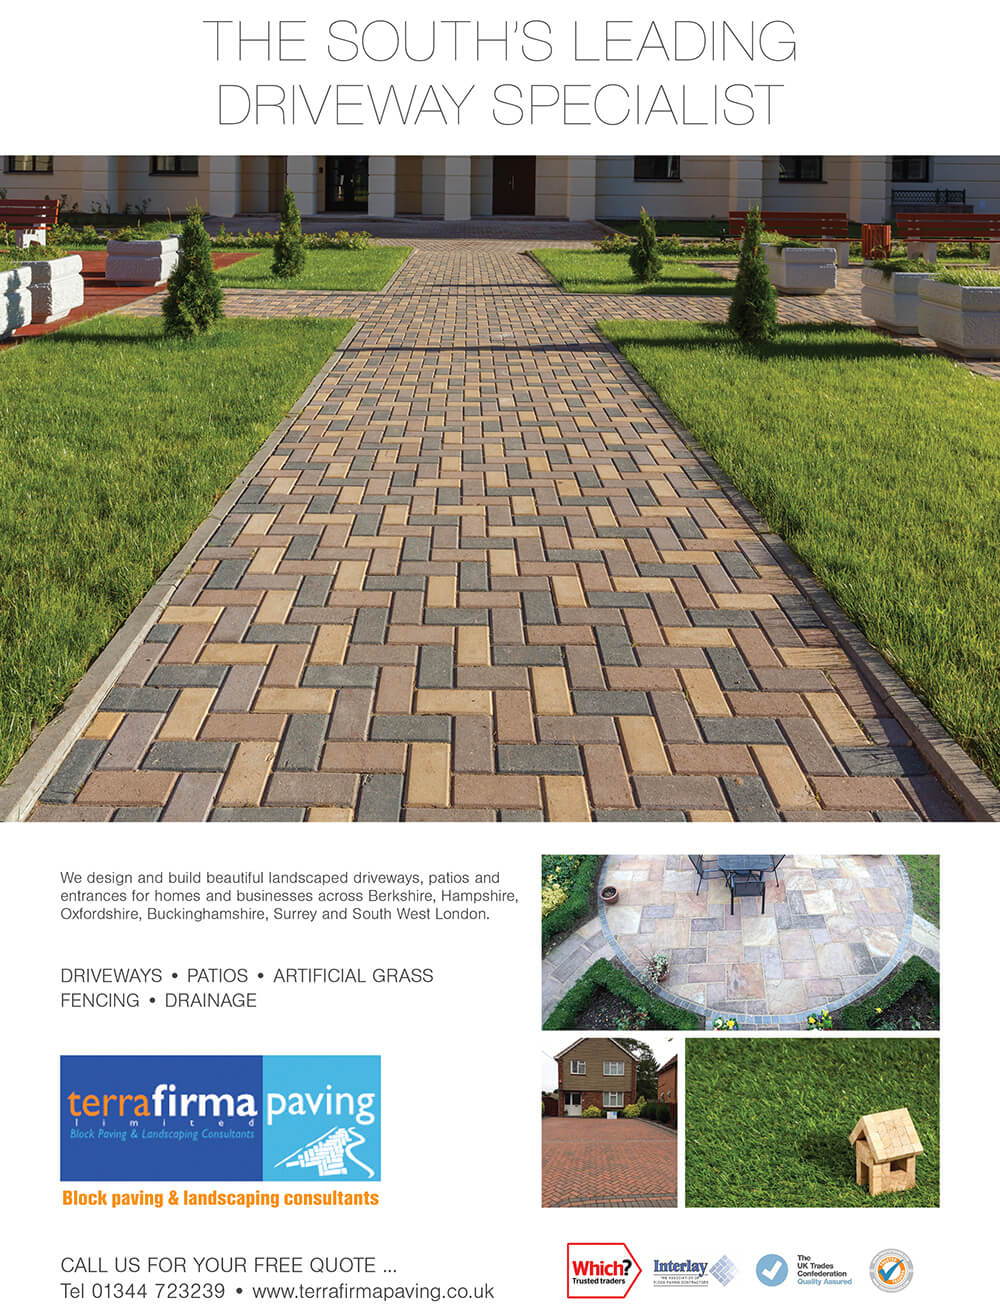 THE SOUTH'S LEADING
DRIVEWAY SPECIALIST
We design and build beautiful landscaped driveways, patios and
entrances for homes and businesses across Berkshire, Hampshire,
Oxfordshire, Buckinghamshire, Surrey and South West London.
DRIVEWAYS • PATIOS • ARTIFICIAL GRASS
FENCING • DRAINAGE
terrafirma paving
limited
Block Paving & Landscaping Consultants
Block paving & landscaping consultants
CALL US FOR YOUR FREE QUOTE ...
Tel 01344 723239 • www.terrafirmapaving.co.uk
Which?
Trusted traders
Interlay
THE ASSOCIATION OF
BLOCK PAVING CONTRACTORS
The
UK Trades
Confederation
Quality Assured